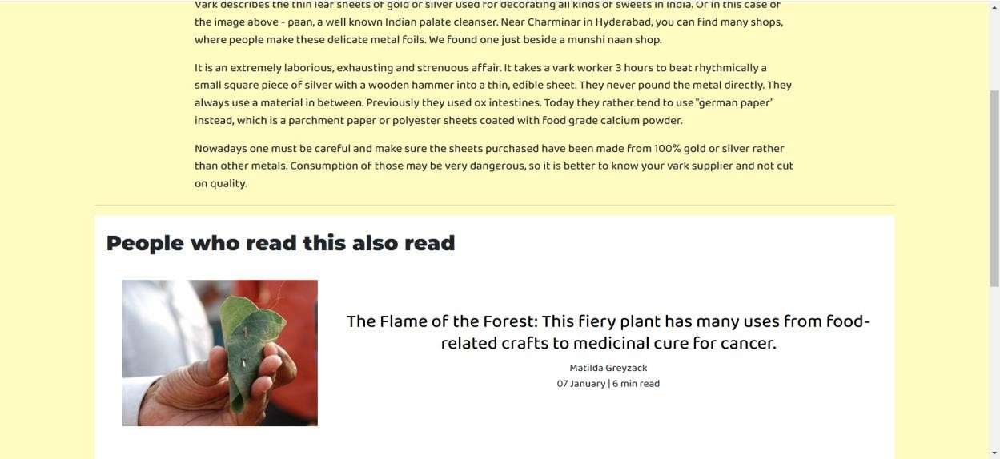 Vark describes the thin leaf sheets of gold or silver used for decorating all kinds of sweets in India. Or in this case of
the image above - paan, a well known Indian palate cleanser. Near Charminar in Hyderabad, you can find many shops,
where people make these delicate metal foils. We found one just beside a munshi naan shop.
It is an extremely laborious, exhausting and strenuous affair. It takes a vark worker 3 hours to beat rhythmically a
small square piece of silver with a wooden hammer into a thin, edible sheet. They never pound the metal directly. They
always use a material in between. Previously they used ox intestines. Today they rather tend to use "german paper"
instead, which is a parchment paper or polyester sheets coated with food grade calcium powder.
Nowadays one must be careful and make sure the sheets purchased have been made from 100% gold or silver rather
than other metals. Consumption of those may be very dangerous, so it is better to know your vark supplier and not cut
on quality.
People who read this also read
The Flame of the Forest: This fiery plant has many uses from food-
related crafts to medicinal cure for cancer.
Matilda Greyzack
07 January | 6 min read